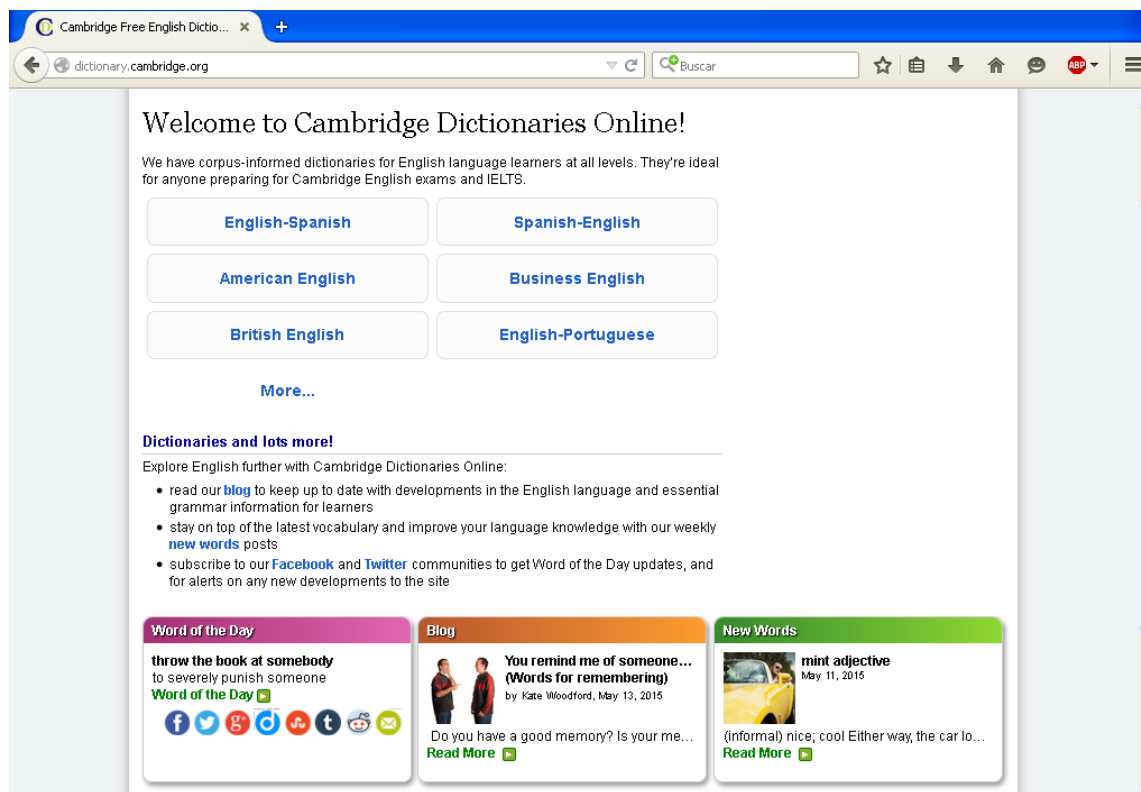 Cambridge Free English Dictio...
dictionary.cambridge.org
Buscar
ABP
Welcome to Cambridge Dictionaries Online!
We have corpus-informed dictionaries for English language learners at all levels. They're ideal
for anyone preparing for Cambridge English exams and IELTS.
English-Spanish
Spanish-English
American English
Business English
British English
English-Portuguese
More...
Dictionaries and lots more!
Explore English further with Cambridge Dictionaries Online:
• read our blog to keep up to date with developments in the English language and essential
grammar information for learners
• stay on top of the latest vocabulary and improve your language knowledge with our weekly
new words posts
• subscribe to our Facebook and Twitter communities to get Word of the Day updates, and
for alerts on any new developments to the site
Word of the Day
throw the book at somebody
to severely punish someone
Word of the Day
Blog
You remind me of someone...
(Words for remembering)
by Kate Woodford, May 13, 2015
Do you have a good memory? Is your me...
Read More
New Words
mint adjective
May 11, 2015
(informal) nice; cool Either way, the car lo...
Read More